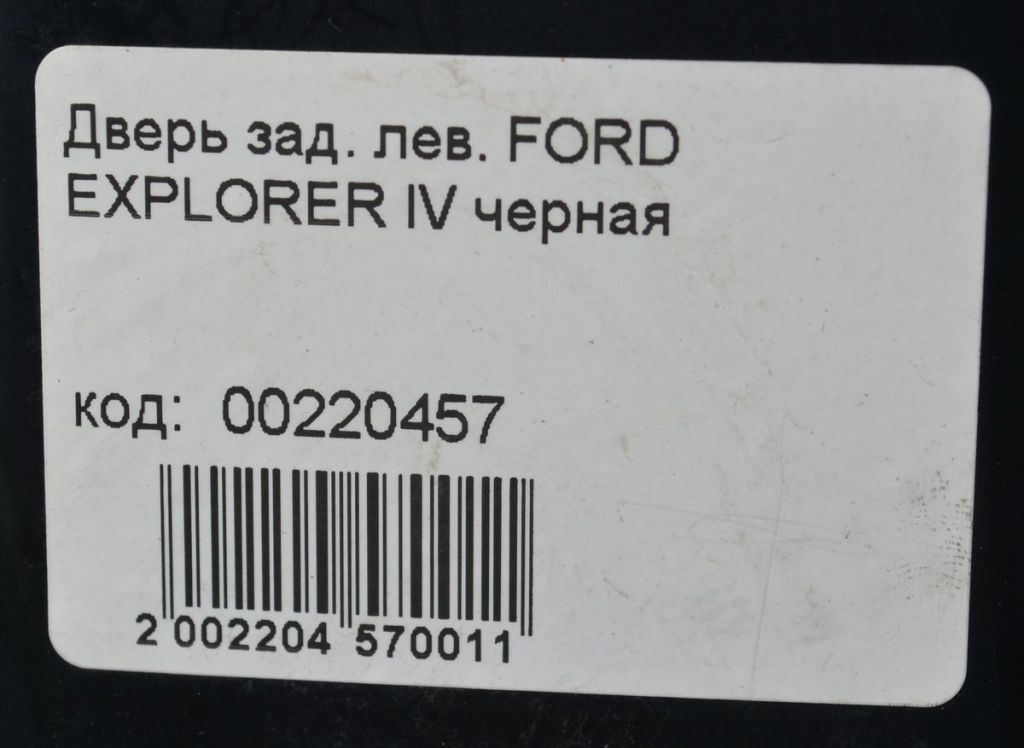 Дверь зад. лев. FORD
EXPLORER IV черная
код: 00220457
2 002204 570011